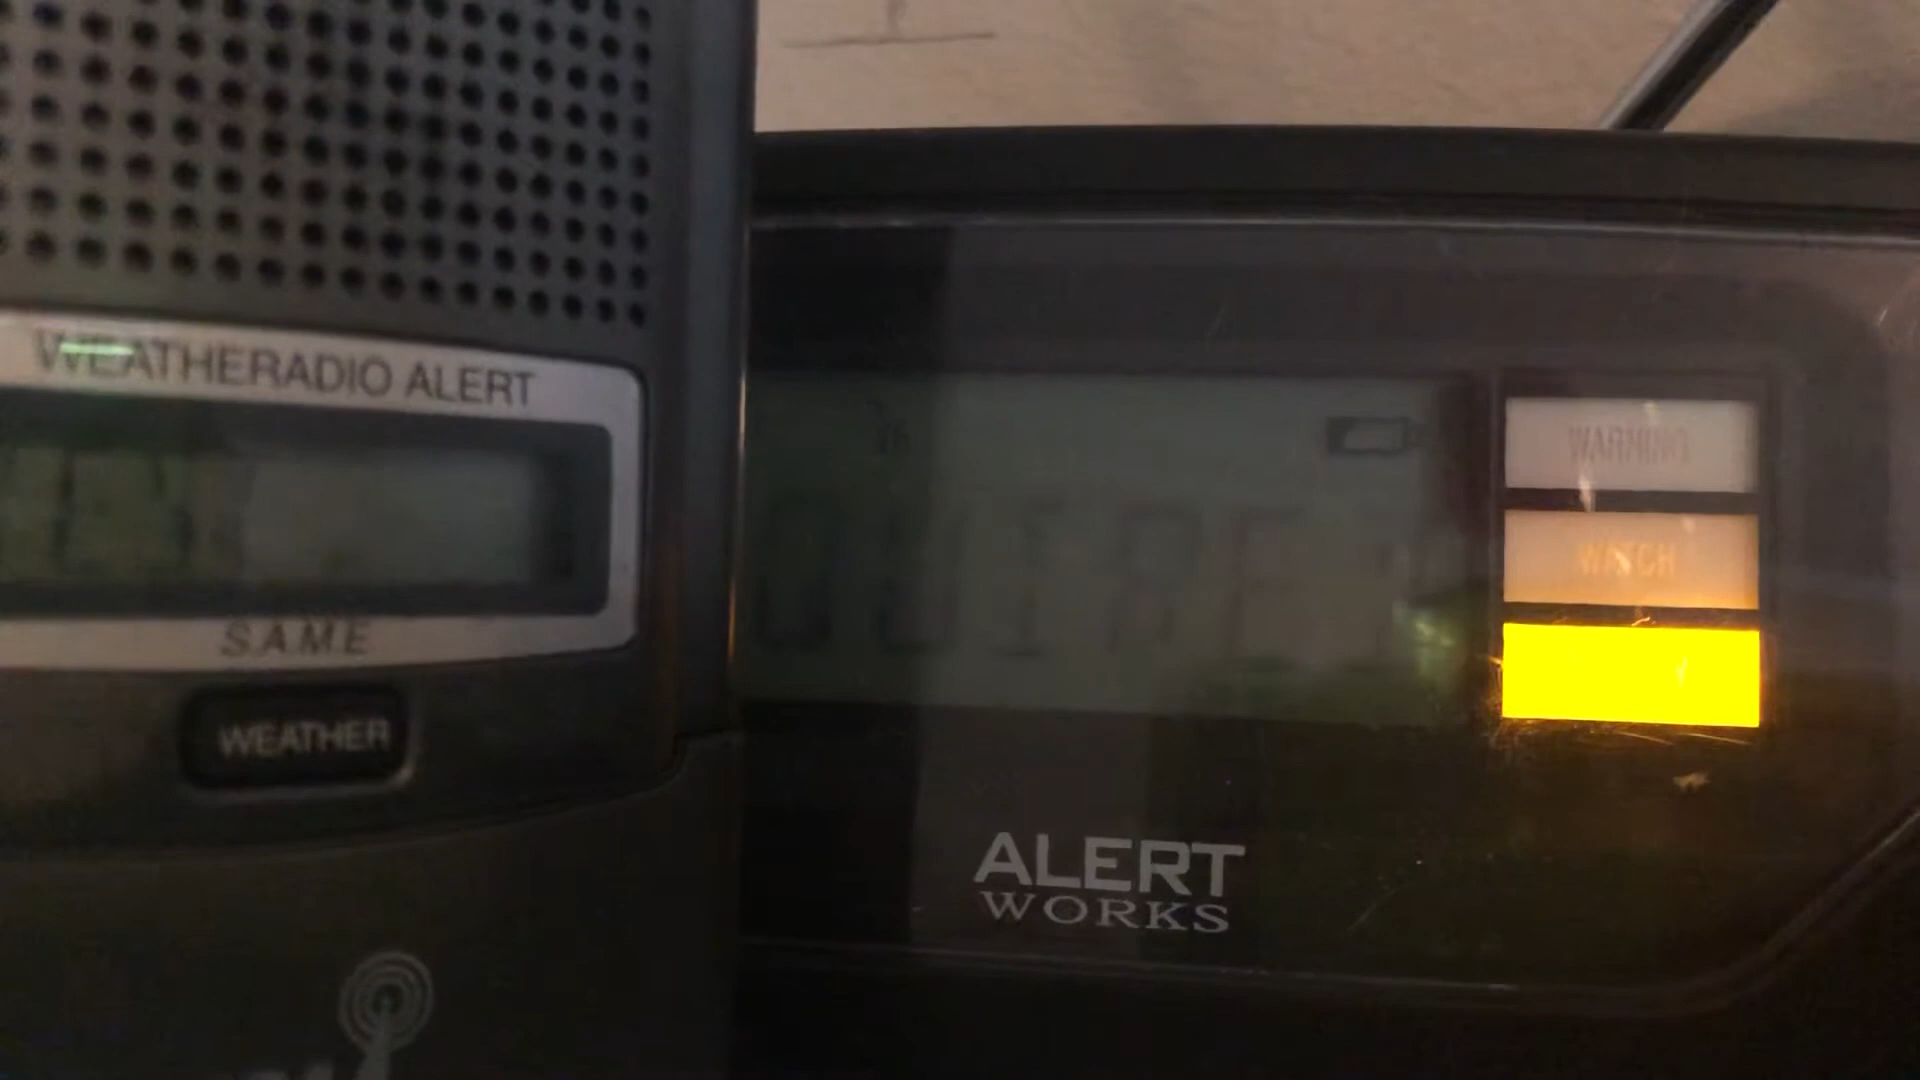 WEATHERADIO ALERT
S.A.M.E
WEATHER
WARNING
WATCH
ALERT
WORKS